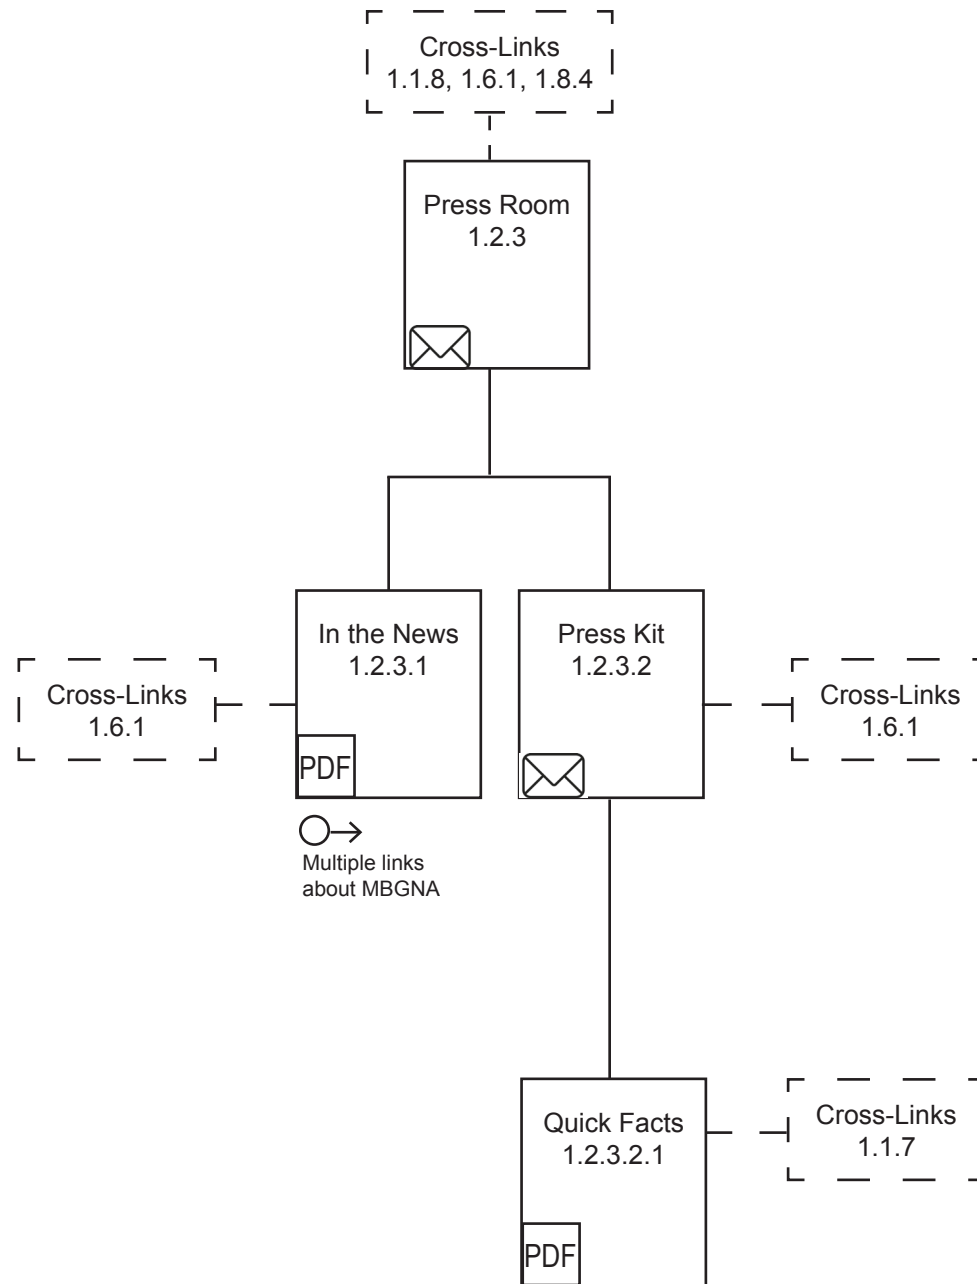 Cross-Links
1.1.8, 1.6.1, 1.8.4
Press Room
1.2.3
In the News
1.2.3.1
Press Kit
1.2.3.2
Cross-Links
1.6.1
Cross-Links
1.6.1
PDF
Multiple links
about MBGNA
Quick Facts
1.2.3.2.1
Cross-Links
1.1.7
PDF